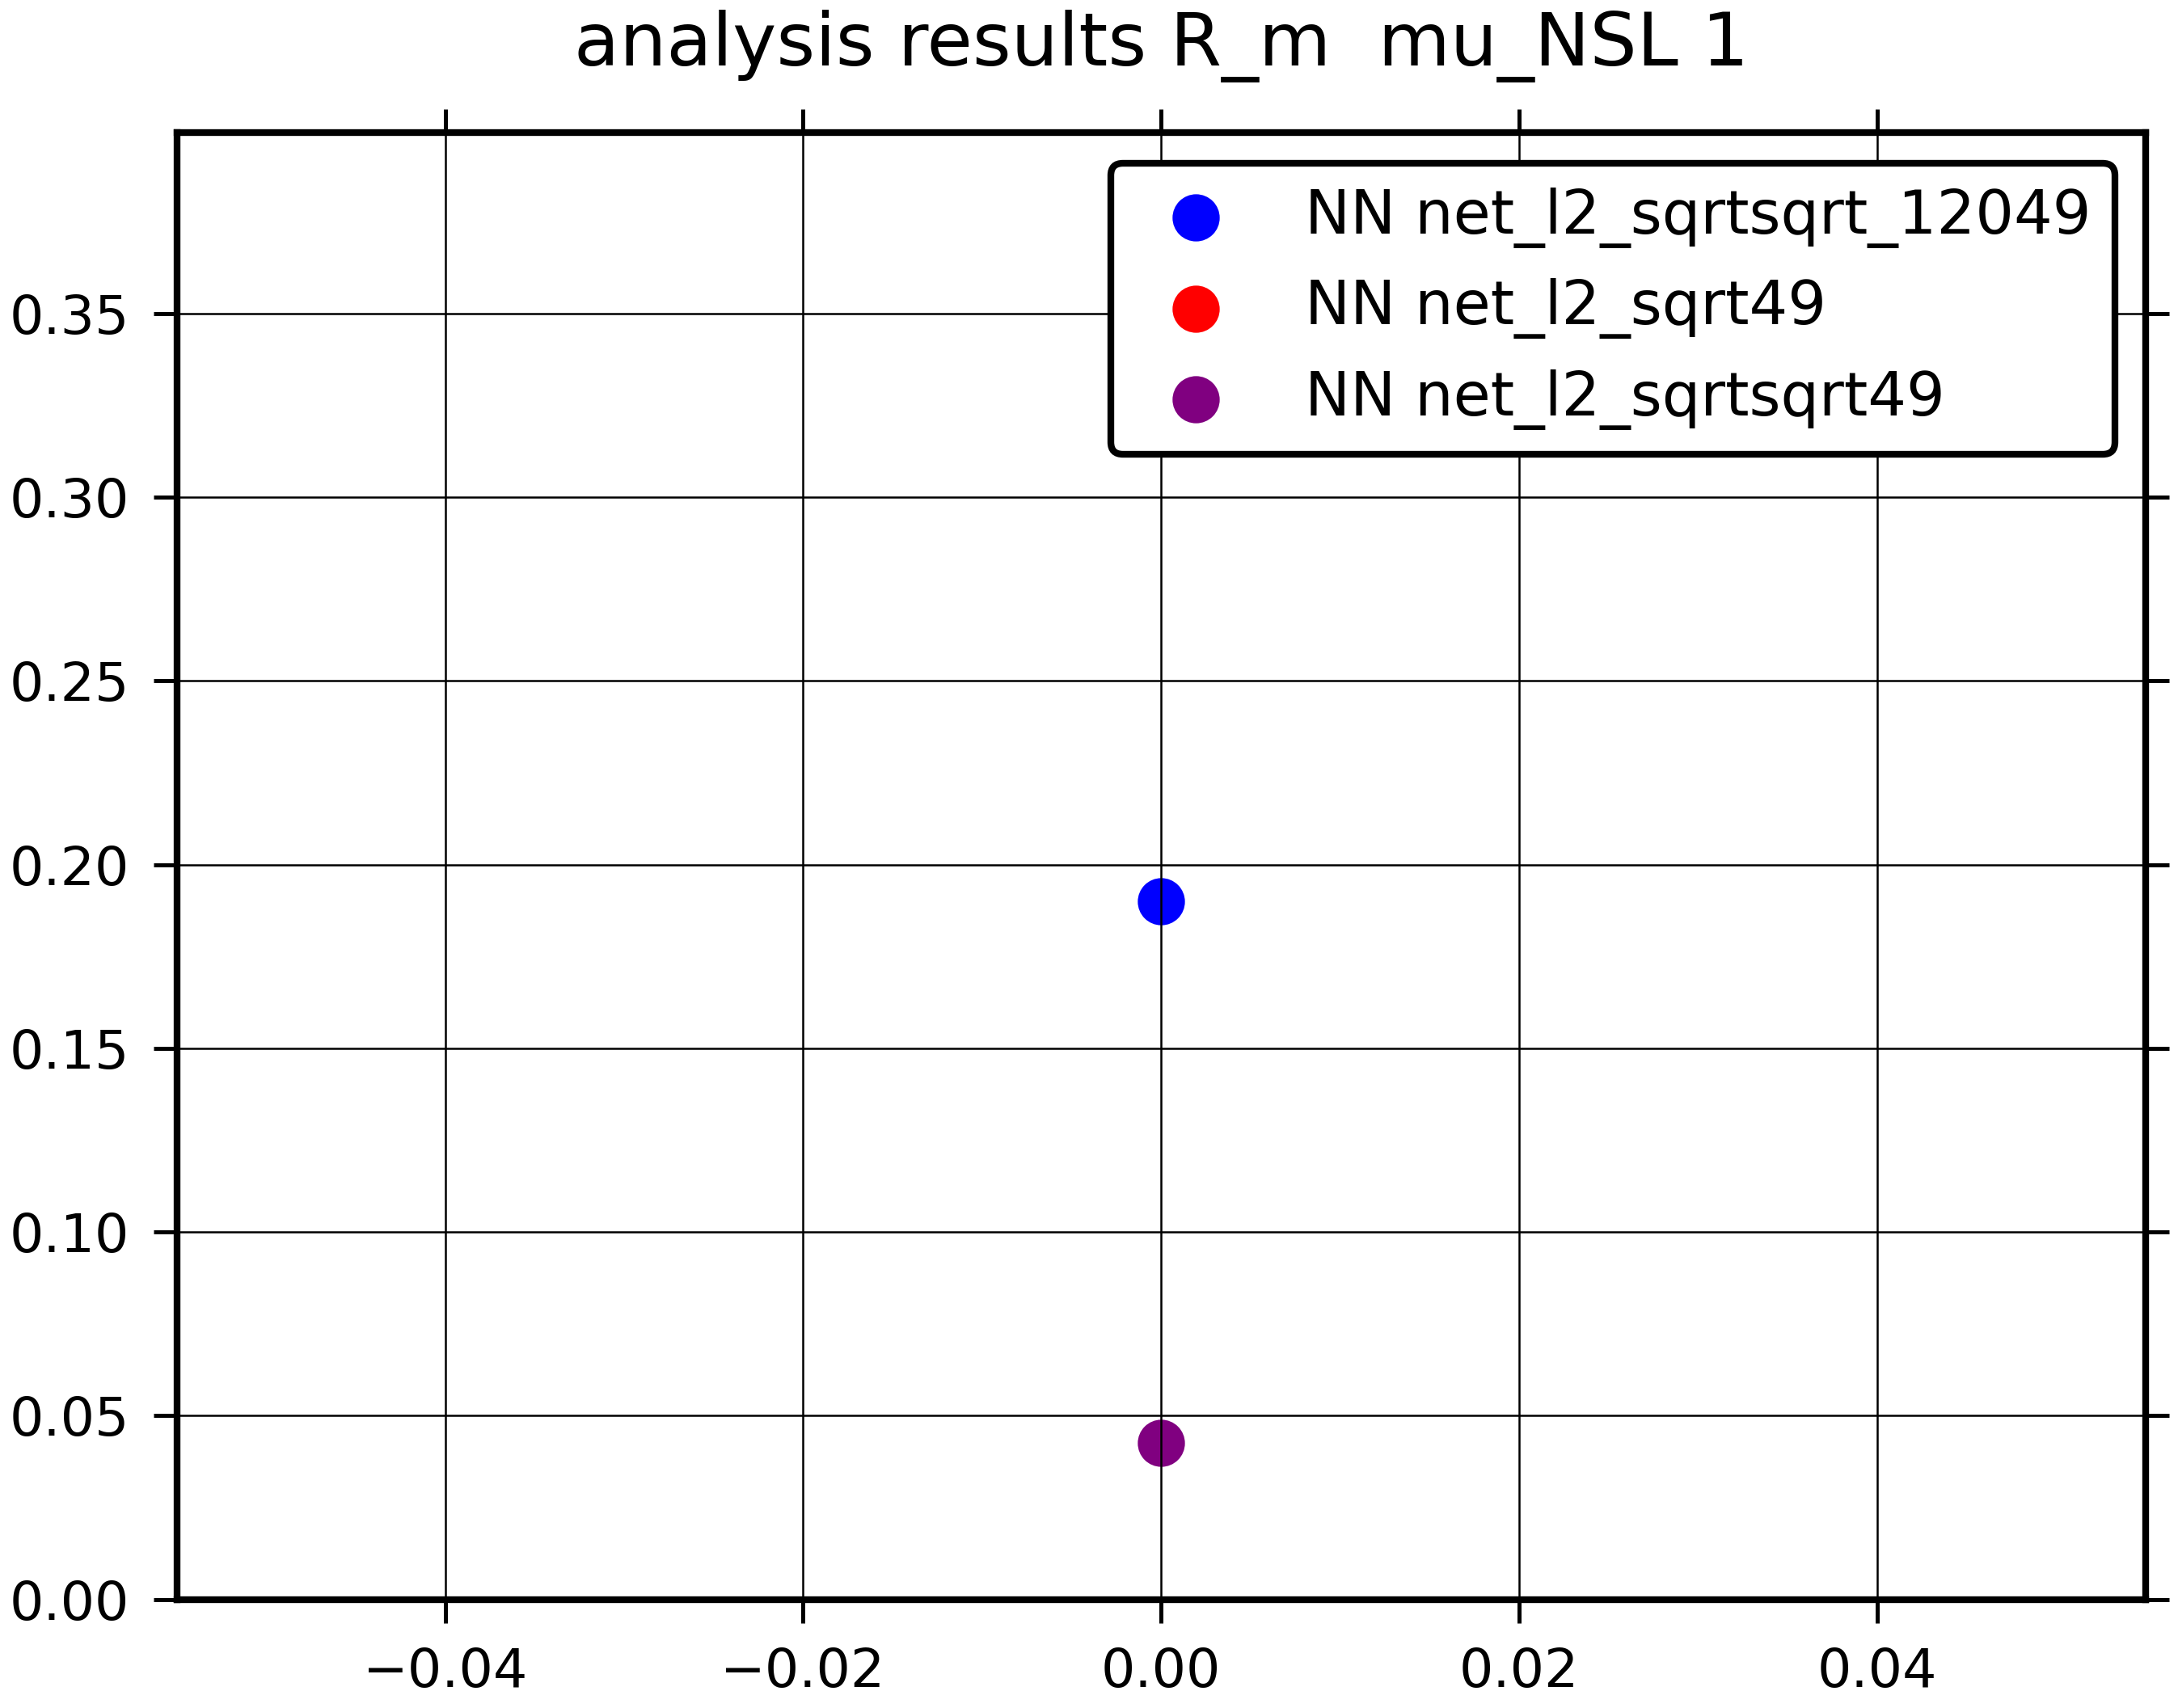 analysis results R_m  mu_NSL 1
NN net_l2_sqrtsqrt_12049
NN net_l2_sqrt49
NN net_l2_sqrtsqrt49
0.35
0.30
0.25
0.20
0.15
0.10
0.05
0.00
−0.04 −0.02 0.00 0.02 0.04